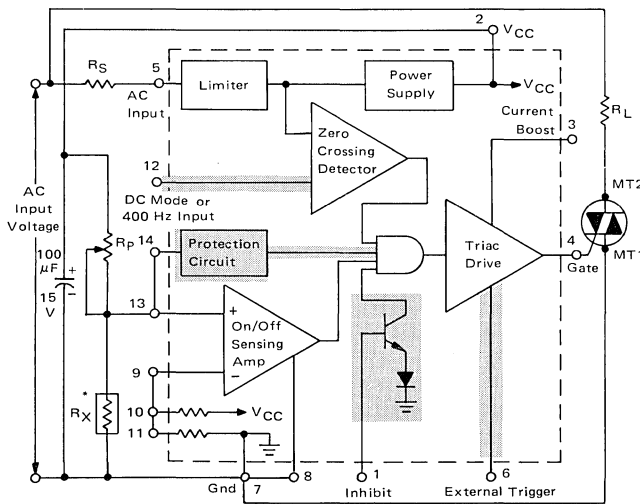 2
VCC
RS
5
AC
Input
Limiter
Power
Supply
VCC
Current
Boost
3
RL
Zero
Crossing
Detector
12
DC Mode or
400 Hz Input
AC
Input
Voltage
MT2
MT1
4
Gate
RP
100
μF
+
−
15
V
14
Protection
Circuit
Triac
Drive
13
+
On/Off
Sensing
Amp
−
9
RX
*
10
VCC
11
Gnd
7
8
1
Inhibit
6
External Trigger